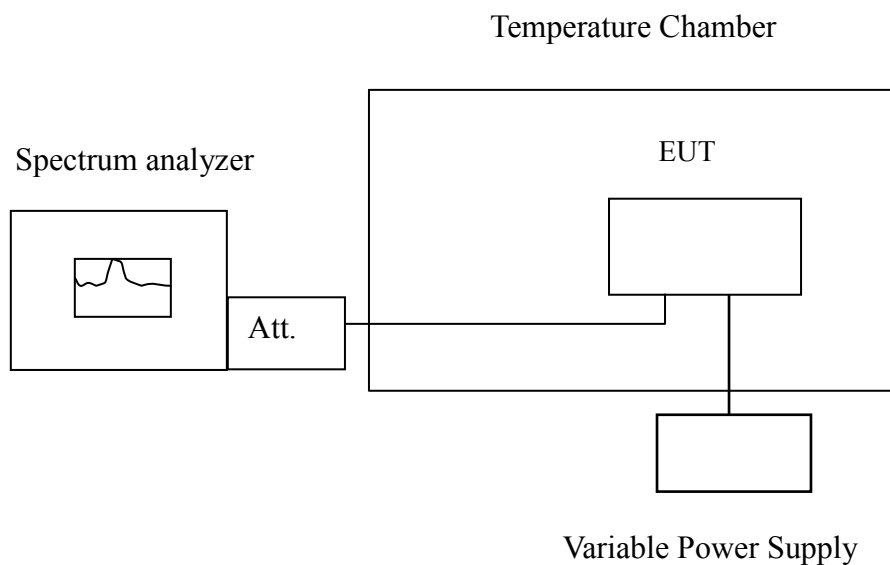 Temperature Chamber
Spectrum analyzer
EUT
Att.
Variable Power Supply